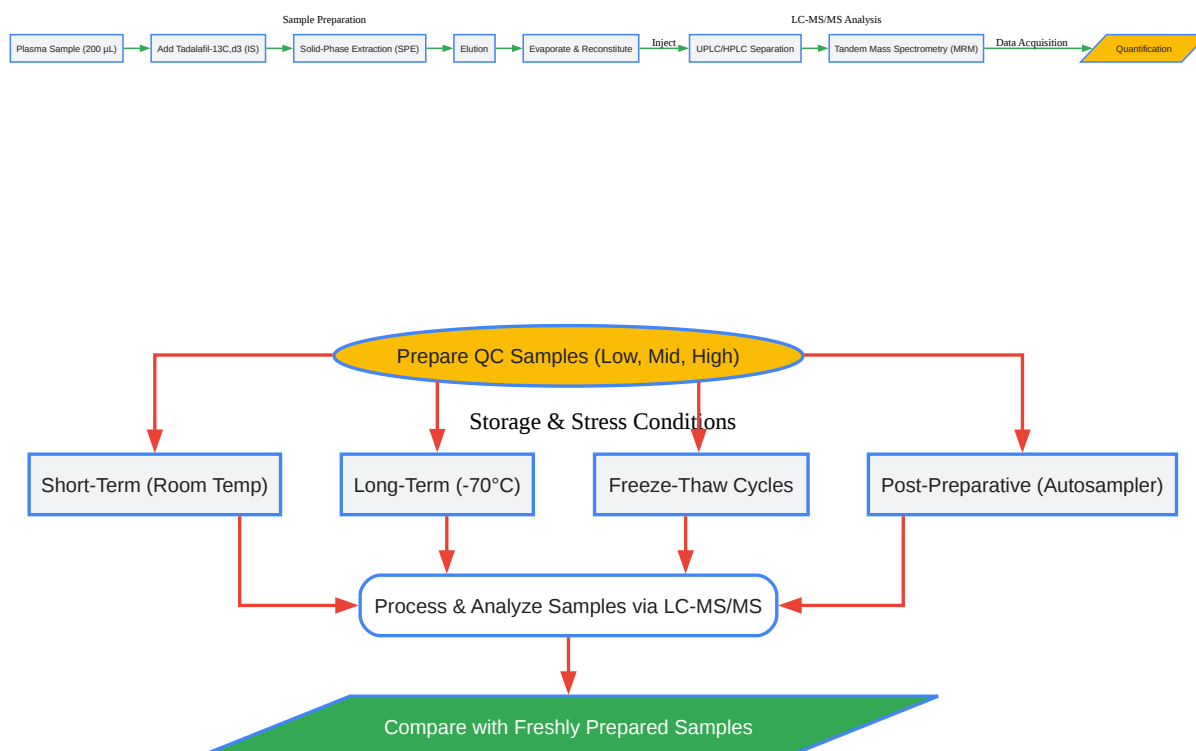 Sample Preparation
LC-MS/MS Analysis
Plasma Sample (200 µL)
Add Tadalafil-13C,d3 (IS)
Solid-Phase Extraction (SPE)
Elution
Evaporate & Reconstitute
Inject
UPLC/HPLC Separation
Tandem Mass Spectrometry (MRM)
Data Acquisition
Quantification
Prepare QC Samples (Low, Mid, High)
Storage & Stress Conditions
Short-Term (Room Temp)
Long-Term (-70°C)
Freeze-Thaw Cycles
Post-Preparative (Autosampler)
Process & Analyze Samples via LC-MS/MS
Compare with Freshly Prepared Samples